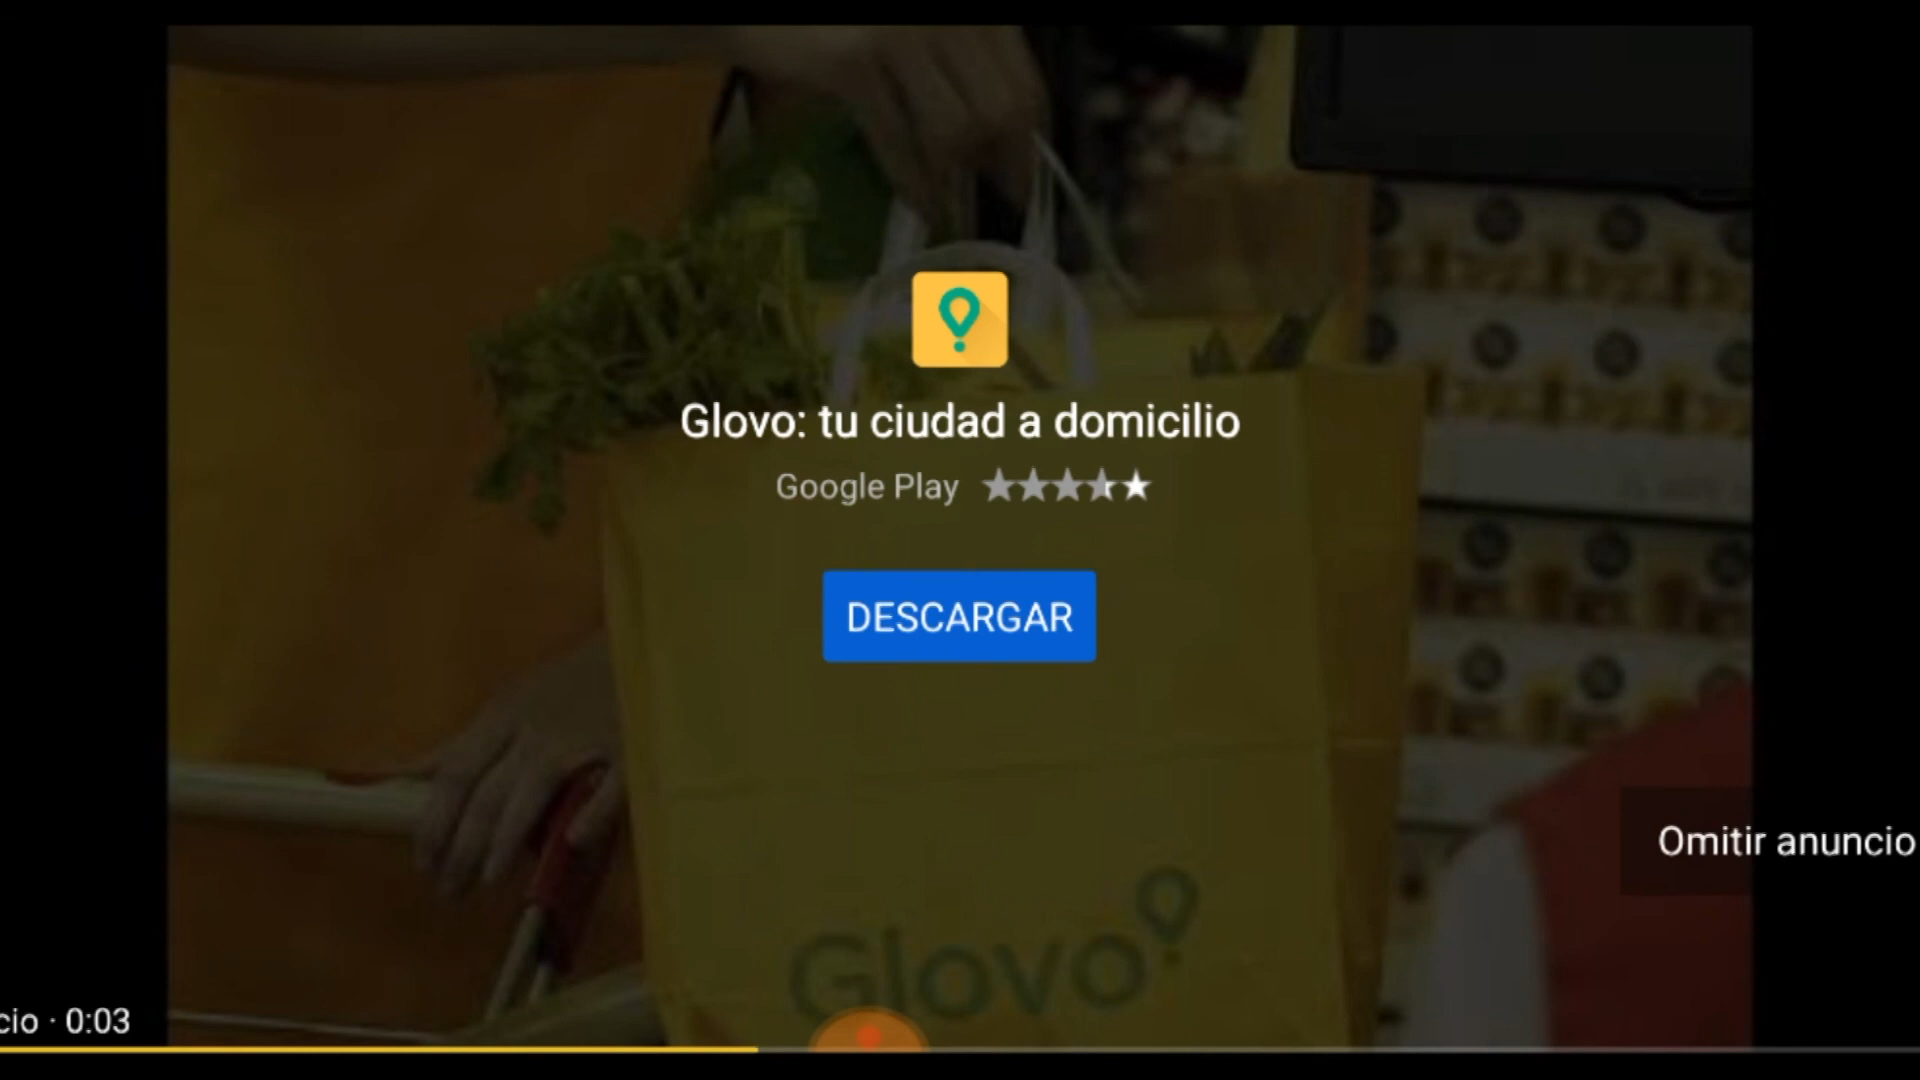 Glovo: tu ciudad a domicilio
Google Play
DESCARGAR
Omitir anuncio
Glovo
cio · 0:03